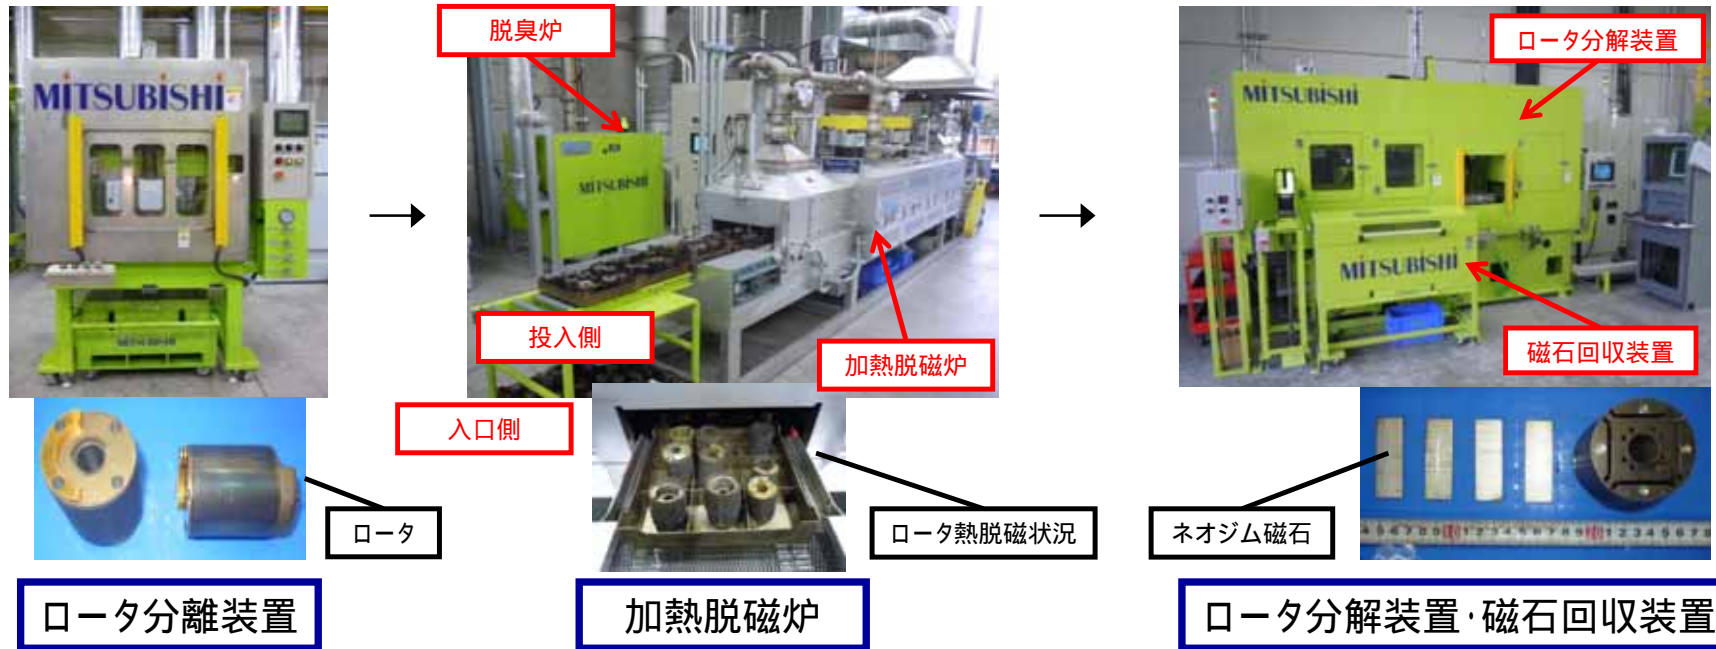 脱臭炉
ロータ分解装置
MITSUBISHI
MITSUBISHI
MITSUBISHI
MITSUBISHI
投入側
加熱脱磁炉
磁石回収装置
入口側
ロータ
ロータ熱脱磁状況
ネオジム磁石
ロータ分離装置
加熱脱磁炉
ロータ分解装置・磁石回収装置